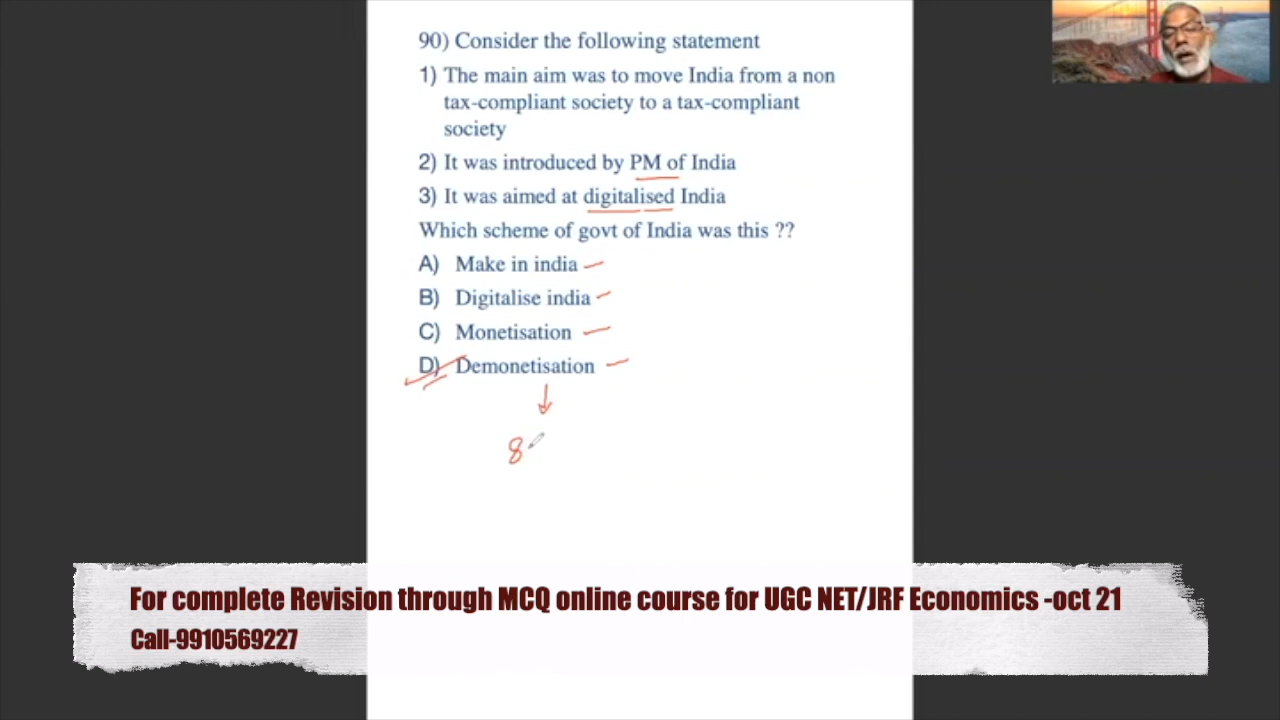 90) Consider the following statement
1) The main aim was to move India from a non
tax-compliant society to a tax-compliant
society
2) It was introduced by PM of India
3) It was aimed at digitalised India
Which scheme of govt of India was this ??
A) Make in india
B) Digitalise india
C) Monetisation
D) Demonetisation
8
For complete Revision through MCQ online course for UGC NET/JRF Economics -oct 21
Call-9910569227